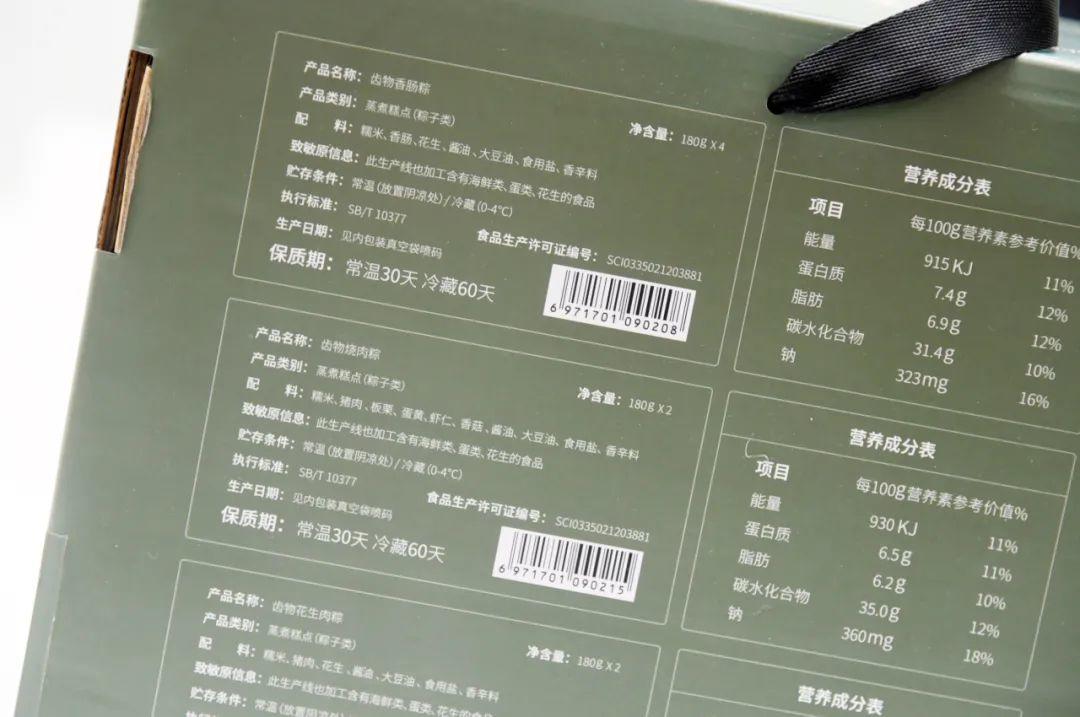 产品名称：齿物香肠粽
产品类别：蒸煮糕点（粽子类）
净含量：180g X 4
配 料：糯米、香肠、花生、酱油、大豆油、食用盐、香辛料
致敏原信息：此生产线也加工含有海鲜类、蛋类、花生的食品
贮存条件：常温（放置阴凉处）/ 冷藏（0-4℃）
执行标准：SB/T 10377
生产日期：见内包装真空袋喷码
食品生产许可证编号：SCI0335021203881
保质期：常温30天 冷藏60天
6 971701 090208
营养成分表
项目 每100g营养素参考价值%
能量 915 KJ 11%
蛋白质 7.4g 12%
脂肪 6.9g 12%
碳水化合物 31.4g 10%
钠 323mg 16%
产品名称：齿物烧肉粽
产品类别：蒸煮糕点（粽子类）
净含量：180g X 2
配 料：糯米、猪肉、板栗、蛋黄、虾仁、香菇、酱油、大豆油、食用盐、香辛料
致敏原信息：此生产线也加工含有海鲜类、蛋类、花生的食品
贮存条件：常温（放置阴凉处）/ 冷藏（0-4℃）
执行标准：SB/T 10377
生产日期：见内包装真空袋喷码
食品生产许可证编号：SCI0335021203881
保质期：常温30天 冷藏60天
6 971701 090215
营养成分表
项目 每100g营养素参考价值%
能量 930 KJ 11%
蛋白质 6.5g 11%
脂肪 6.2g 10%
碳水化合物 35.0g 12%
钠 360mg 18%
产品名称：齿物花生肉粽
产品类别：蒸煮糕点（粽子类）
净含量：180g X 2
配 料：糯米、猪肉、花生、酱油、大豆油、食用盐、香辛料
致敏原信息：此生产线也加工含有海鲜类、蛋类、花生的
贮存条件：常温（放置阴凉处）/ 冷藏
营养成分表